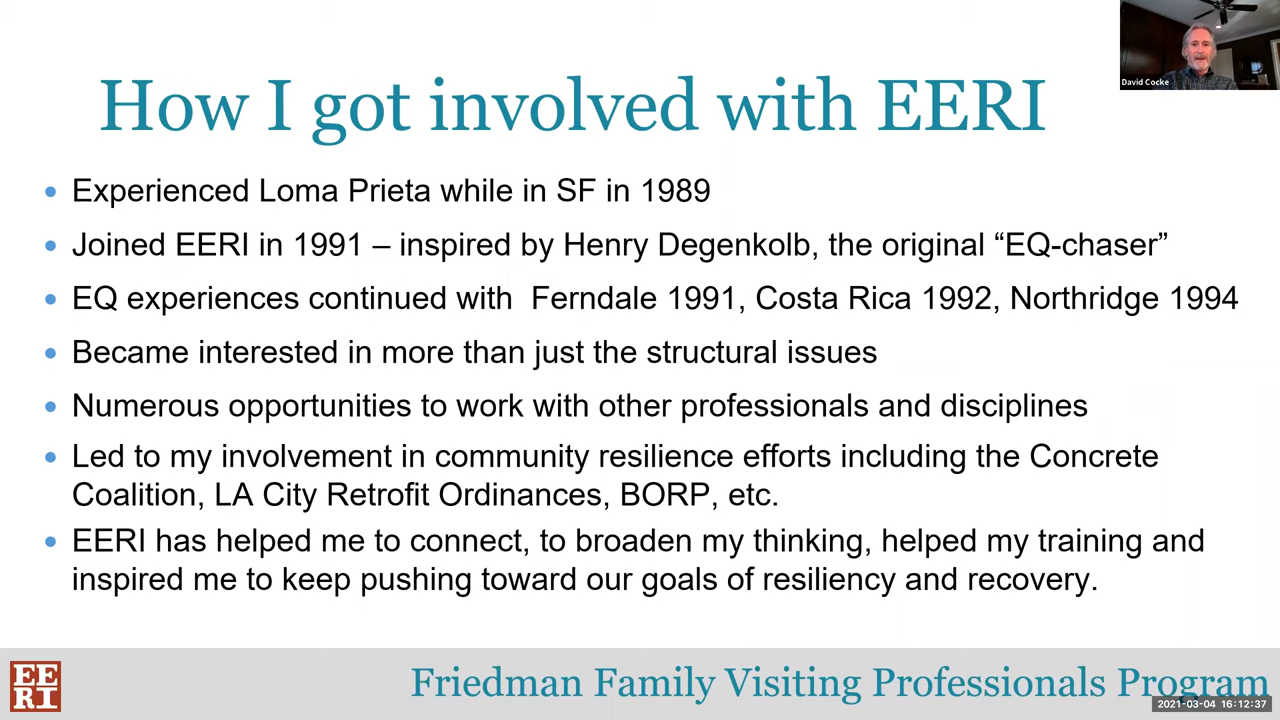 David Cocke
How I got involved with EERI
• Experienced Loma Prieta while in SF in 1989
• Joined EERI in 1991 – inspired by Henry Degenkolb, the original “EQ-chaser”
• EQ experiences continued with  Ferndale 1991, Costa Rica 1992, Northridge 1994
• Became interested in more than just the structural issues
• Numerous opportunities to work with other professionals and disciplines
• Led to my involvement in community resilience efforts including the Concrete
Coalition, LA City Retrofit Ordinances, BORP, etc.
• EERI has helped me to connect, to broaden my thinking, helped my training and
inspired me to keep pushing toward our goals of resiliency and recovery.
EE
RI
Friedman Family Visiting Professionals Program
2021-03-04 16:12:37